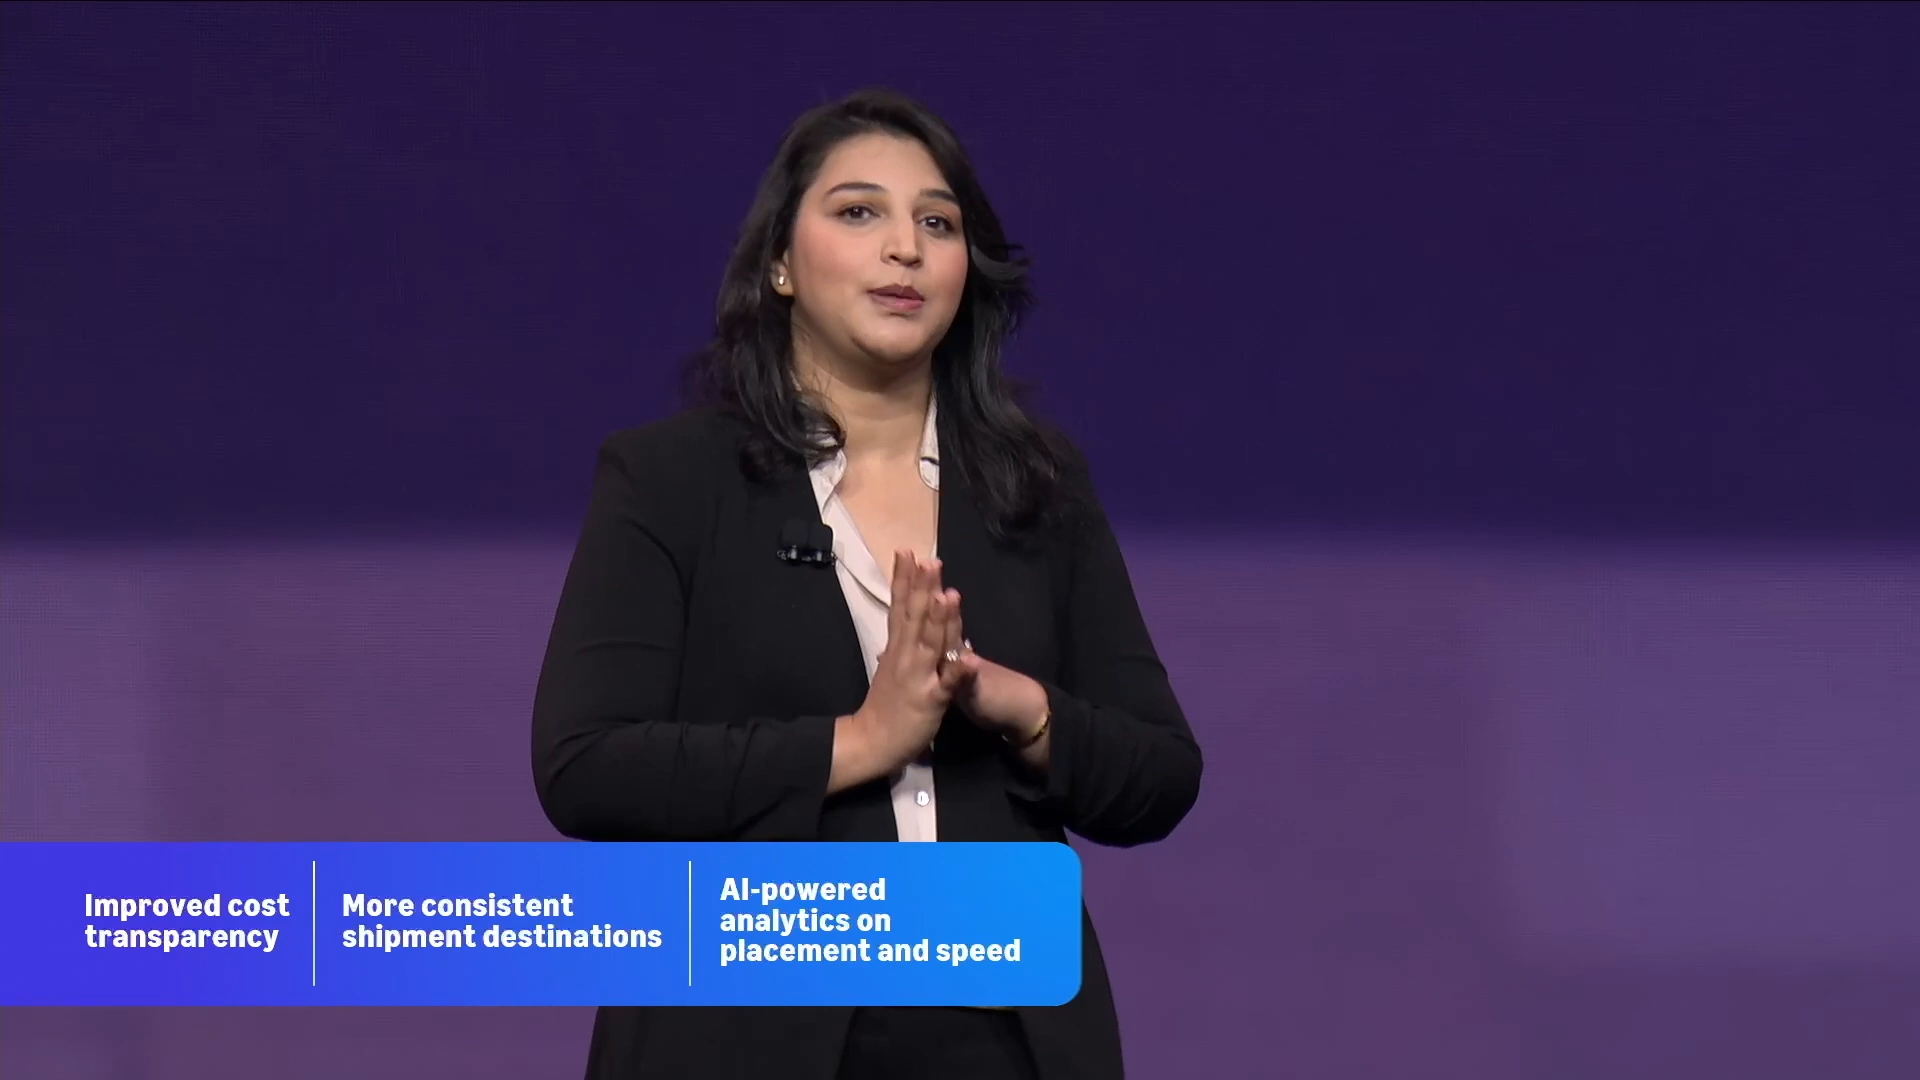 Improved cost
transparency
More consistent
shipment destinations
AI-powered
analytics on
placement and speed